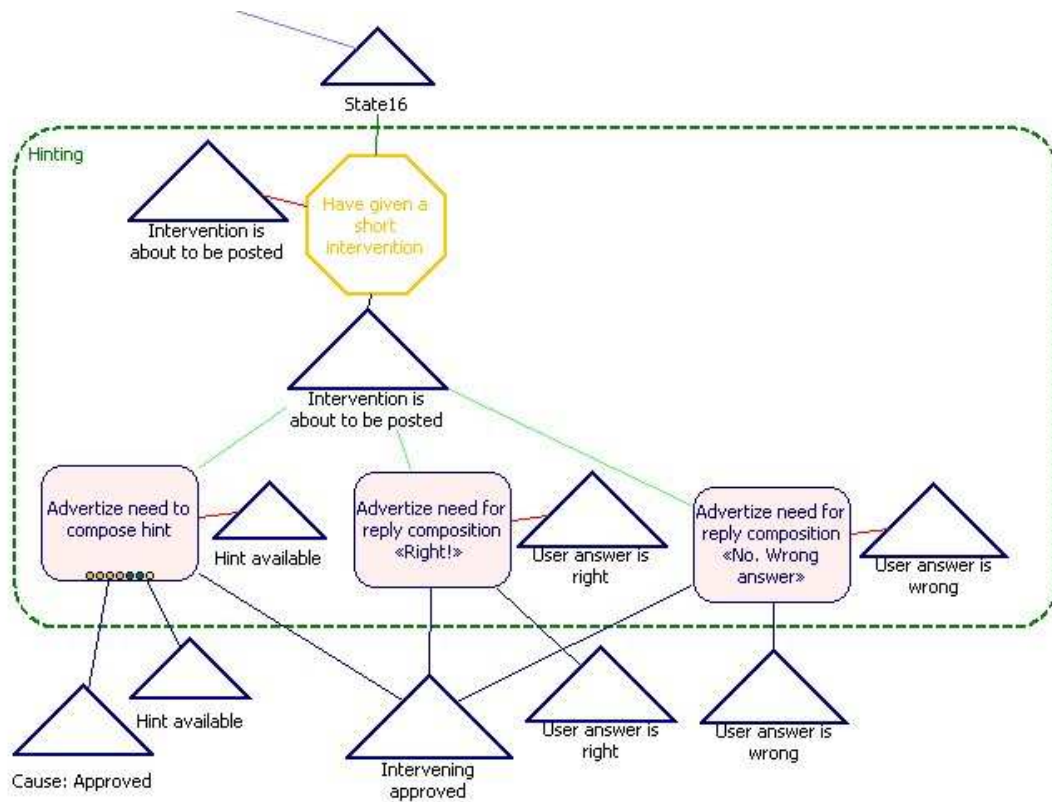 State16
Hinting
Have given a
short
intervention
Intervention is
about to be posted
Intervention is
about to be posted
Advertize need to
compose hint
Hint available
Advertize need for
reply composition
«Right!»
User answer is
right
Advertize need for
reply composition
«No. Wrong
answer»
User answer is
wrong
Cause: Approved
Hint available
Intervening
approved
User answer is
right
User answer is
wrong